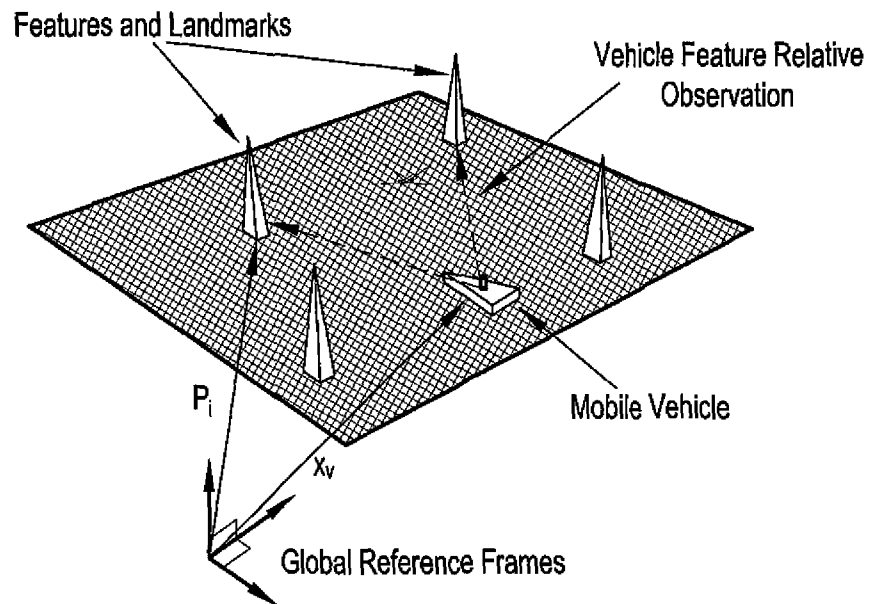 Features and Landmarks
Vehicle Feature Relative
Observation
Pi
Mobile Vehicle
xv
Global Reference Frames